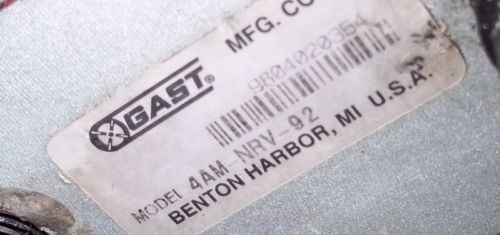 GAST® MFG. CO
9804020354
MODEL 4AM-NRV-92
BENTON HARBOR, MI U.S.A.